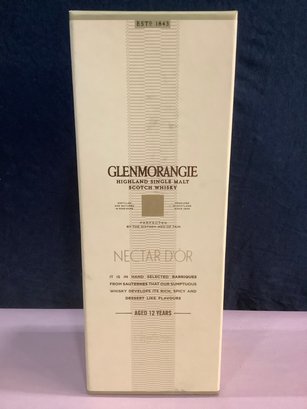 ESTD 1843
GLENMORANGIE
HIGHLAND SINGLE MALT
SCOTCH WHISKY
PERFECTED
BY THE SIXTEEN MEN OF TAIN
NECTAR D'OR
IT IS IN HAND SELECTED BARRIQUES
FROM SAUTERNES THAT OUR SUMPTUOUS
WHISKY DEVELOPS ITS RICH, SPICY AND
DESSERT LIKE FLAVOURS
AGED 12 YEARS